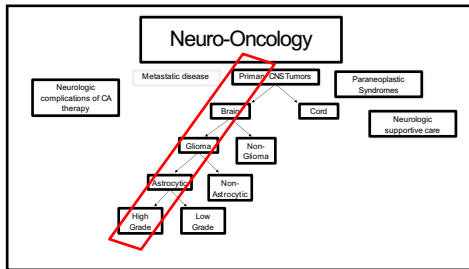 Neuro-Oncology
Metastatic disease
Primary CNS Tumors
Neurologic
complications of CA
therapy
Paraneoplastic
Syndromes
Brain
Cord
Neurologic
supportive care
Glioma
Non-
Glioma
Astrocytic
Non-
Astrocytic
High
Grade
Low
Grade